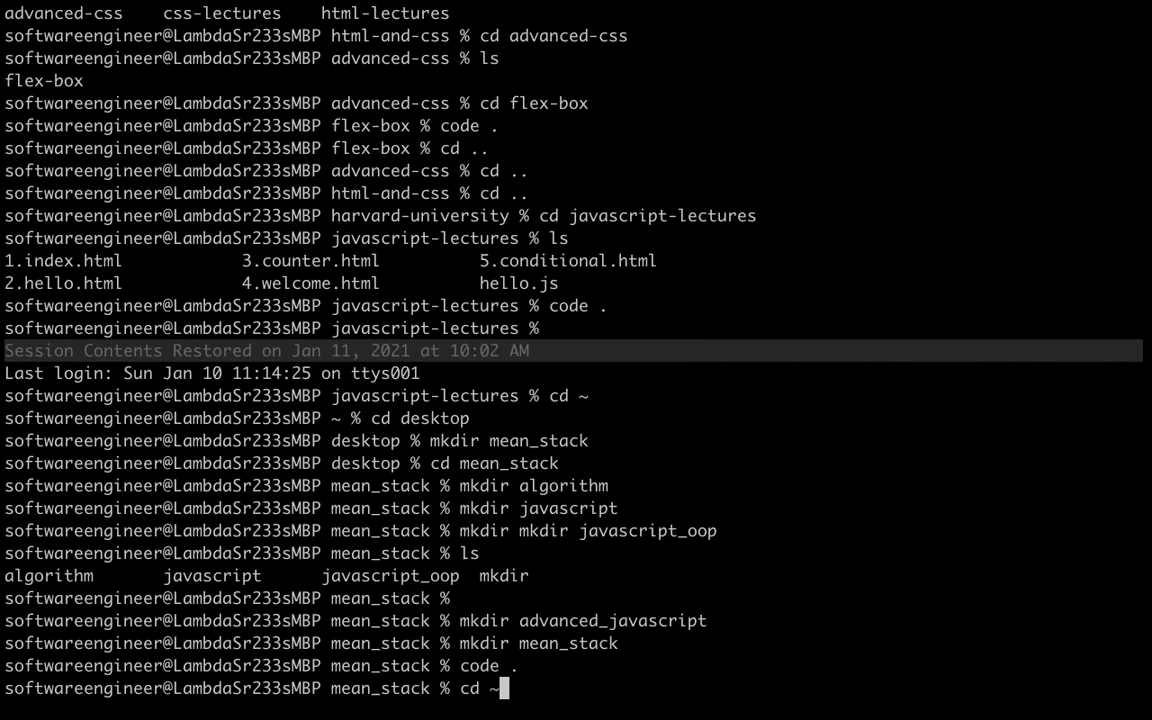 advanced-css    css-lectures    html-lectures
softwareengineer@LambdaSr233sMBP html-and-css % cd advanced-css
softwareengineer@LambdaSr233sMBP advanced-css % ls
flex-box
softwareengineer@LambdaSr233sMBP advanced-css % cd flex-box
softwareengineer@LambdaSr233sMBP flex-box % code .
softwareengineer@LambdaSr233sMBP flex-box % cd ..
softwareengineer@LambdaSr233sMBP advanced-css % cd ..
softwareengineer@LambdaSr233sMBP html-and-css % cd ..
softwareengineer@LambdaSr233sMBP harvard-university % cd javascript-lectures
softwareengineer@LambdaSr233sMBP javascript-lectures % ls
1.index.html            3.counter.html          5.conditional.html
2.hello.html            4.welcome.html          hello.js
softwareengineer@LambdaSr233sMBP javascript-lectures % code .
softwareengineer@LambdaSr233sMBP javascript-lectures %
Session Contents Restored on Jan 11, 2021 at 10:02 AM
Last login: Sun Jan 10 11:14:25 on ttys001
softwareengineer@LambdaSr233sMBP javascript-lectures % cd ~
softwareengineer@LambdaSr233sMBP ~ % cd desktop
softwareengineer@LambdaSr233sMBP desktop % mkdir mean_stack
softwareengineer@LambdaSr233sMBP desktop % cd mean_stack
softwareengineer@LambdaSr233sMBP mean_stack % mkdir algorithm
softwareengineer@LambdaSr233sMBP mean_stack % mkdir javascript
softwareengineer@LambdaSr233sMBP mean_stack % mkdir mkdir javascript_oop
softwareengineer@LambdaSr233sMBP mean_stack % ls
algorithm       javascript      javascript_oop  mkdir
softwareengineer@LambdaSr233sMBP mean_stack %
softwareengineer@LambdaSr233sMBP mean_stack % mkdir advanced_javascript
softwareengineer@LambdaSr233sMBP mean_stack % mkdir mean_stack
softwareengineer@LambdaSr233sMBP mean_stack % code .
softwareengineer@LambdaSr233sMBP mean_stack % cd ~